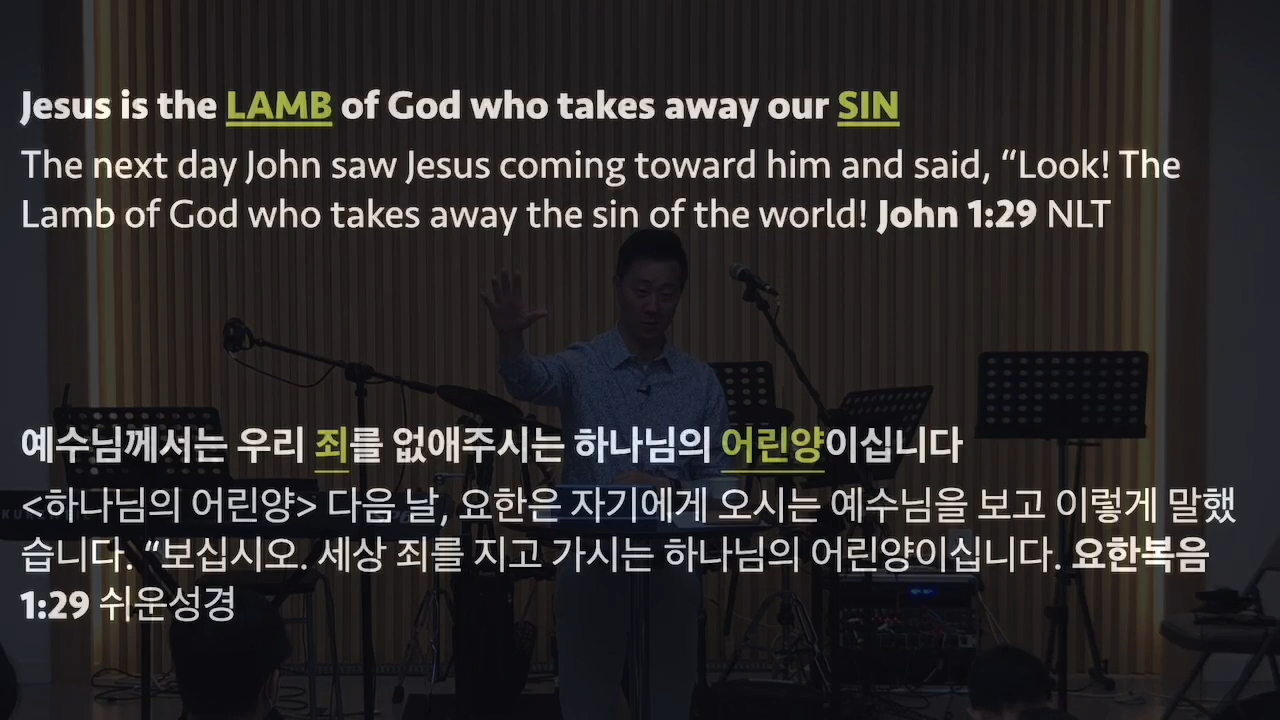 Jesus is the LAMB of God who takes away our SIN
The next day John saw Jesus coming toward him and said, “Look! The
Lamb of God who takes away the sin of the world! John 1:29 NLT
예수님께서는 우리 죄를 없애주시는 하나님의 어린양이십니다
<하나님의 어린양> 다음 날, 요한은 자기에게 오시는 예수님을 보고 이렇게 말했
습니다. “보십시오. 세상 죄를 지고 가시는 하나님의 어린양이십니다. 요한복음
1:29 쉬운성경